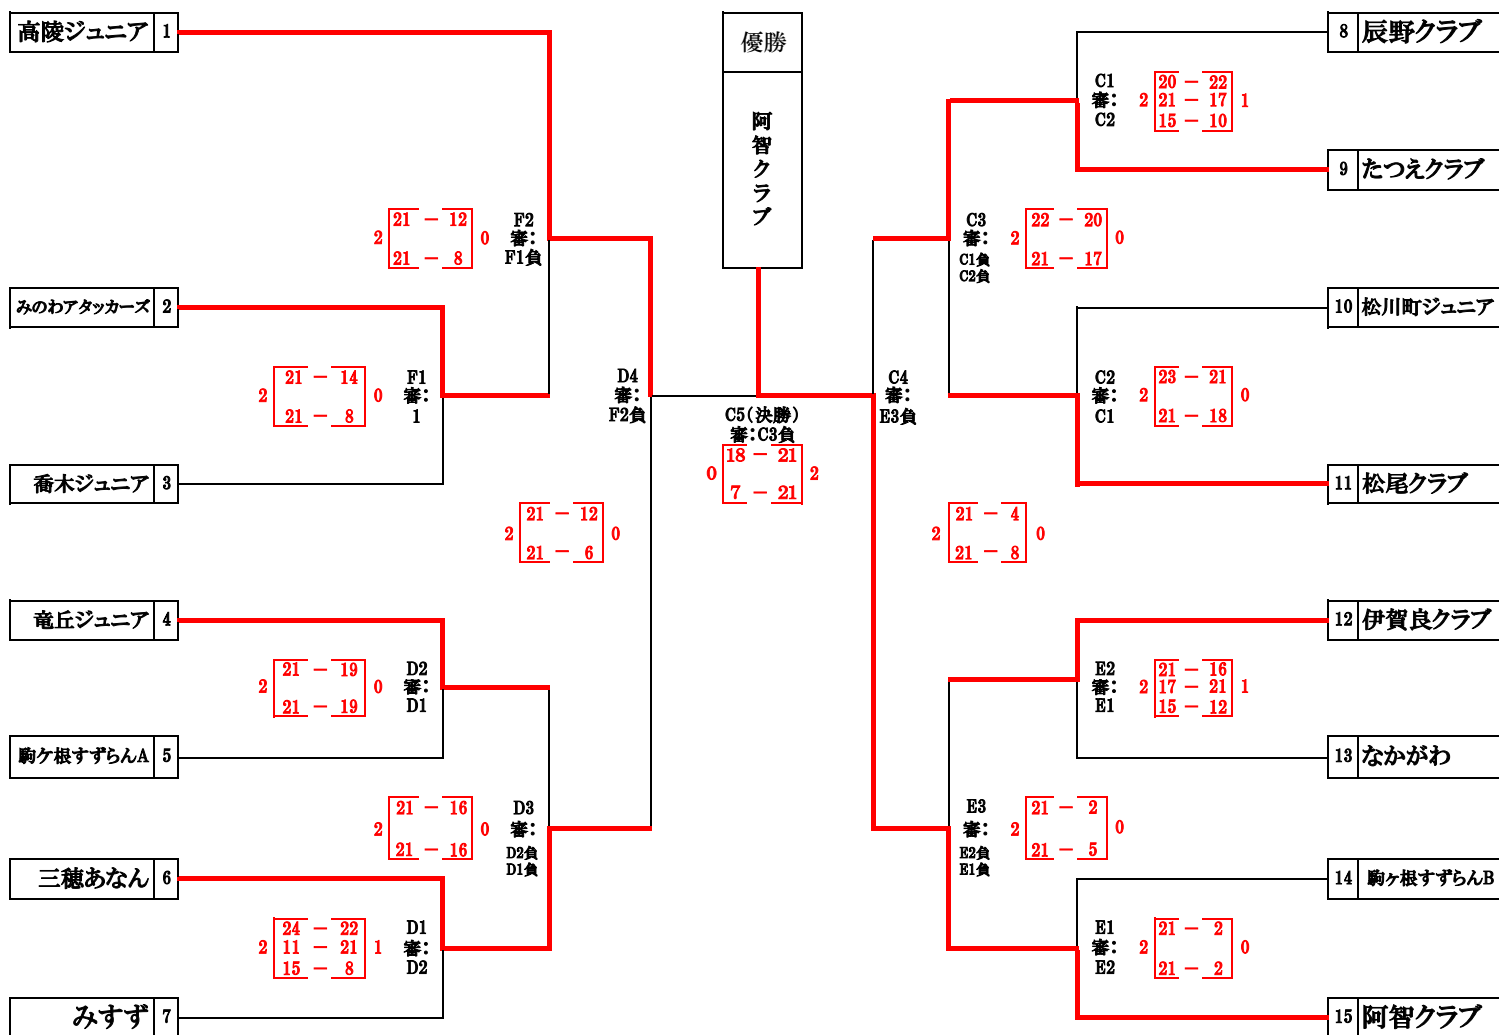 高陵ジュニア 1
優勝
阿智クラブ
8 辰野クラブ
C1
審：
C2
2
20 － 22
21 － 17
15 － 10
1
9 たつえクラブ
2
21 － 12
21 － 8
0
F2
審：
F1負
C3
審：
C1負
C2負
2
22 － 20
21 － 17
0
みのわアタッカーズ 2
10 松川町ジュニア
2
21 － 14
21 － 8
0
F1
審：
1
D4
審：
F2負
C4
審：
E3負
C2
審：
C1
2
23 － 21
21 － 18
0
C5（決勝）
審：C3負
0
18 － 21
7 － 21
2
喬木ジュニア 3
11 松尾クラブ
2
21 － 12
21 － 6
0
2
21 － 4
21 － 8
0
竜丘ジュニア 4
12 伊賀良クラブ
2
21 － 19
21 － 19
0
D2
審：
D1
E2
審：
E1
2
21 － 16
17 － 21
15 － 12
1
駒ケ根すずらんA 5
13 なかがわ
2
21 － 16
21 － 16
0
D3
審：
D2負
D1負
E3
審：
E2負
E1負
2
21 － 2
21 － 5
0
三穂あなん 6
14 駒ヶ根すずらんB
2
24 － 22
11 － 21
15 － 8
1
D1
審：
D2
E1
審：
E2
2
21 － 2
21 － 2
0
みすず 7
15 阿智クラブ